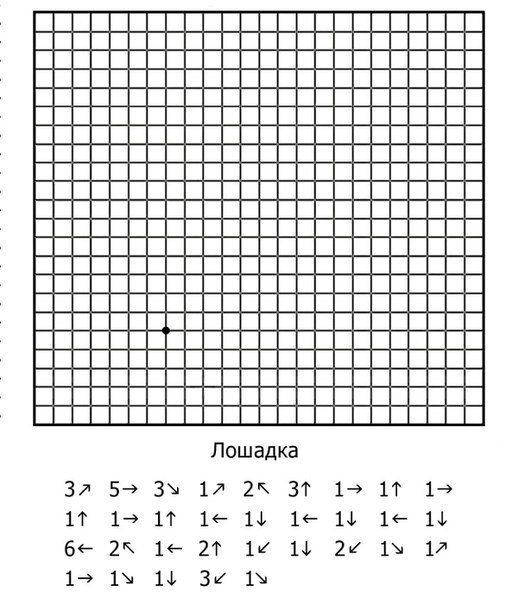 Лошадка
3↗ 5→ 3↘ 1↗ 2↖ 3↑ 1→ 1↑ 1→
1↑ 1→ 1↑ 1← 1↓ 1← 1↓ 1← 1↓
6← 2↖ 1← 2↑ 1↙ 1↓ 2↙ 1↘ 1↗
1→ 1↘ 1↓ 3↙ 1↘